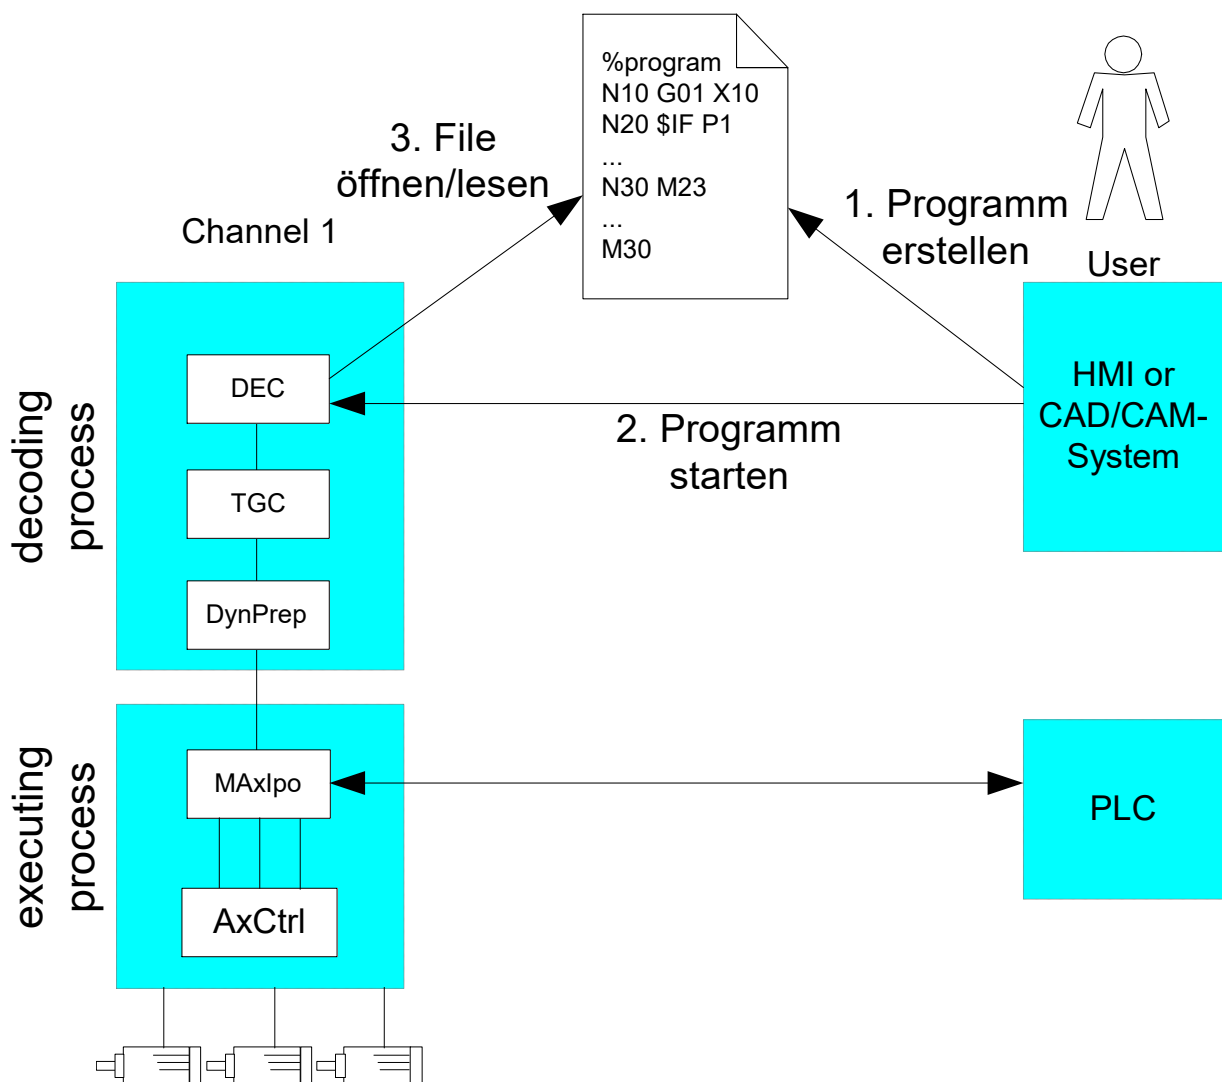 %program
N10 G01 X10
N20 $IF P1
...
N30 M23
...
M30
3. File
öffnen/lesen
1. Programm
erstellen
Channel 1
User
decoding
process
DEC
TGC
DynPrep
2. Programm
starten
HMI or
CAD/CAM-
System
executing
process
MAxIpo
AxCtrl
PLC